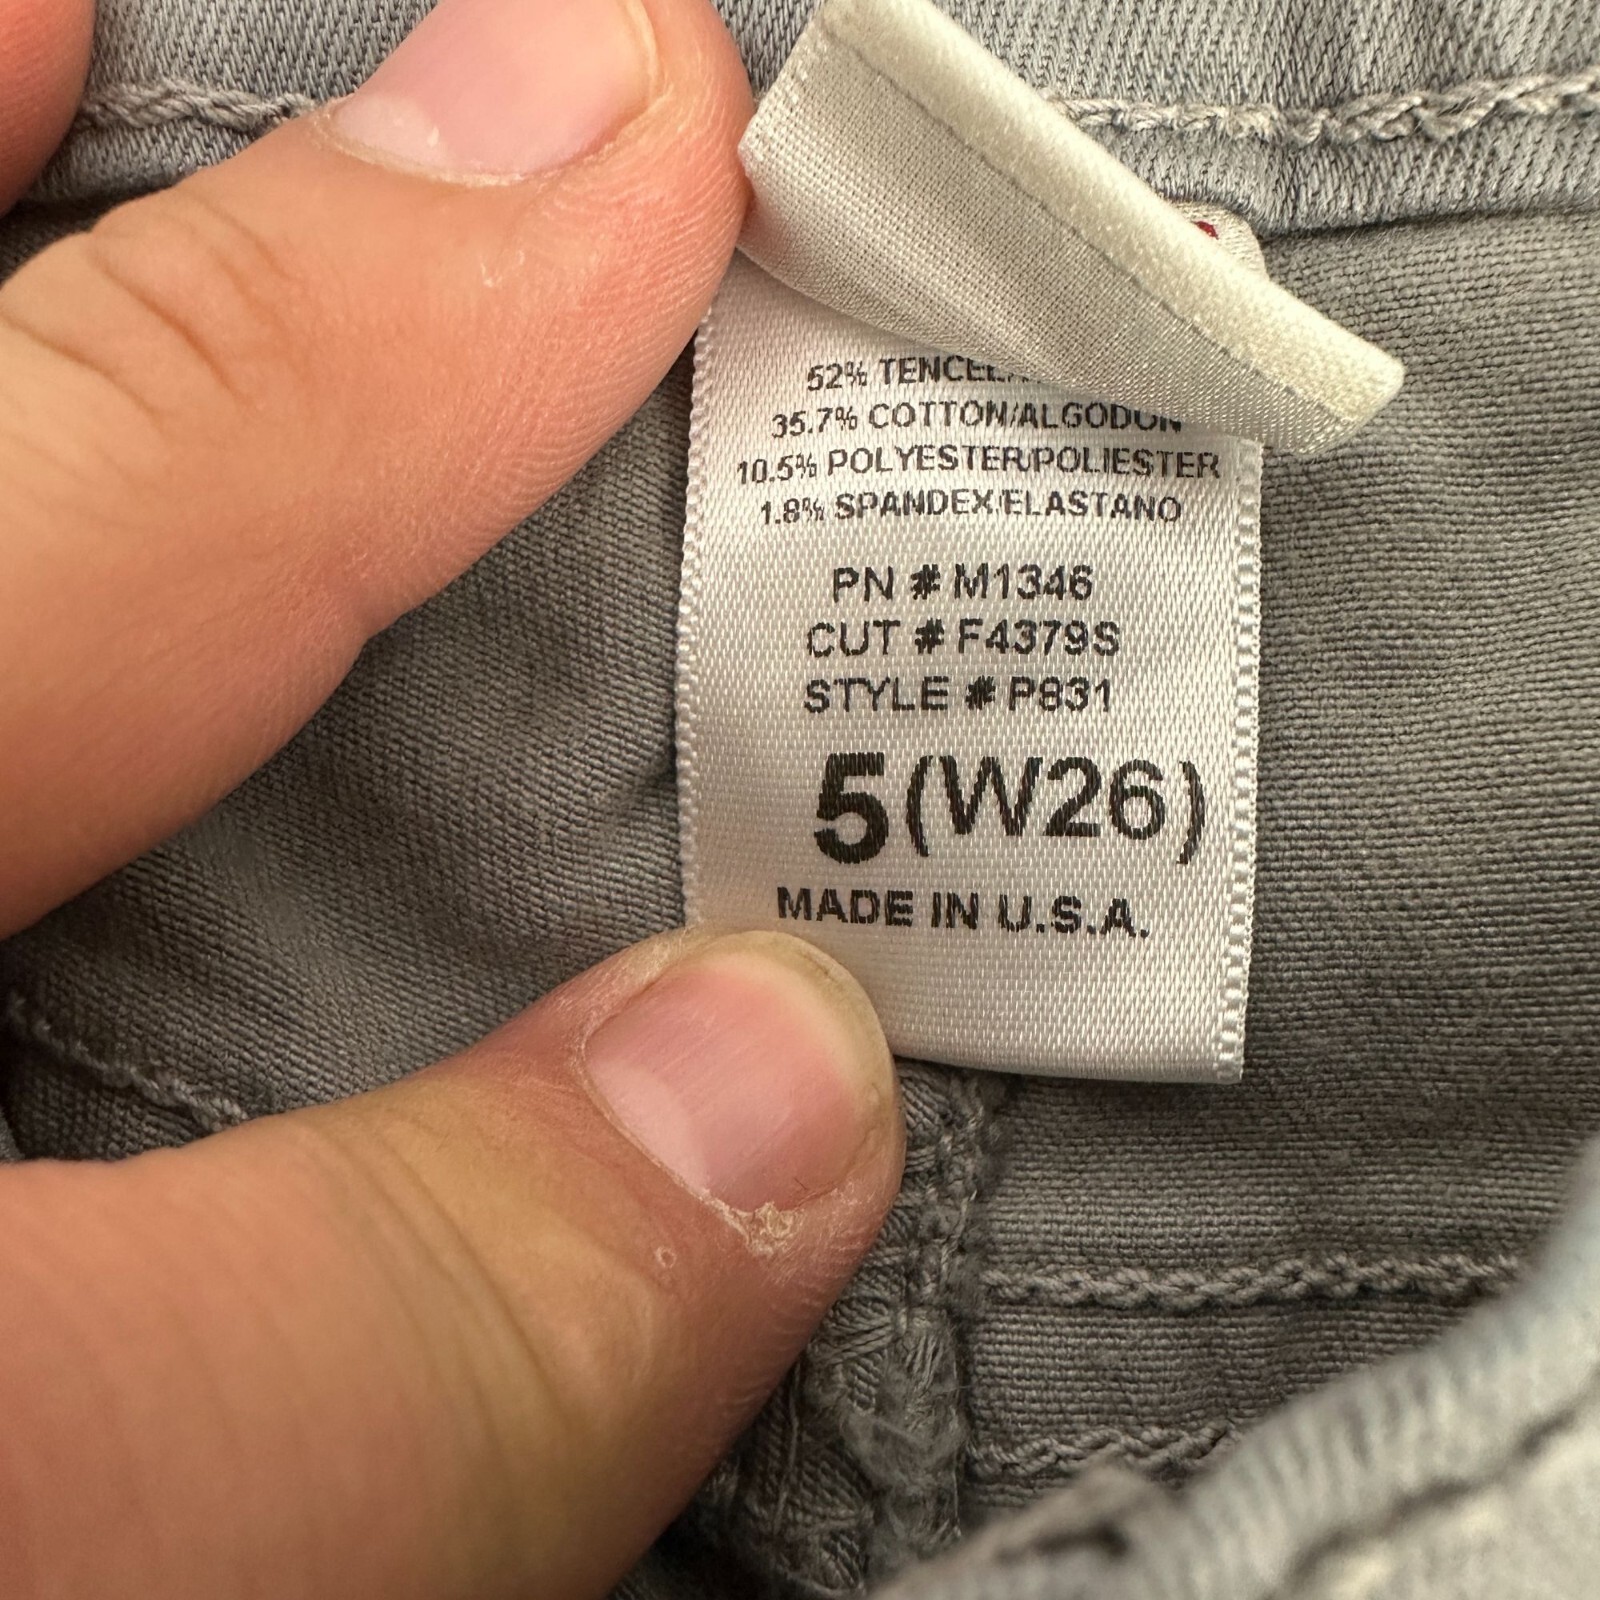 52% TENCEL
35.7% COTTON/ALGODON
10.5% POLYESTER/POLIESTER
1.8% SPANDEX/ELASTANO
PN # M1346
CUT # F4379S
STYLE # P831
5 (W26)
MADE IN U.S.A.